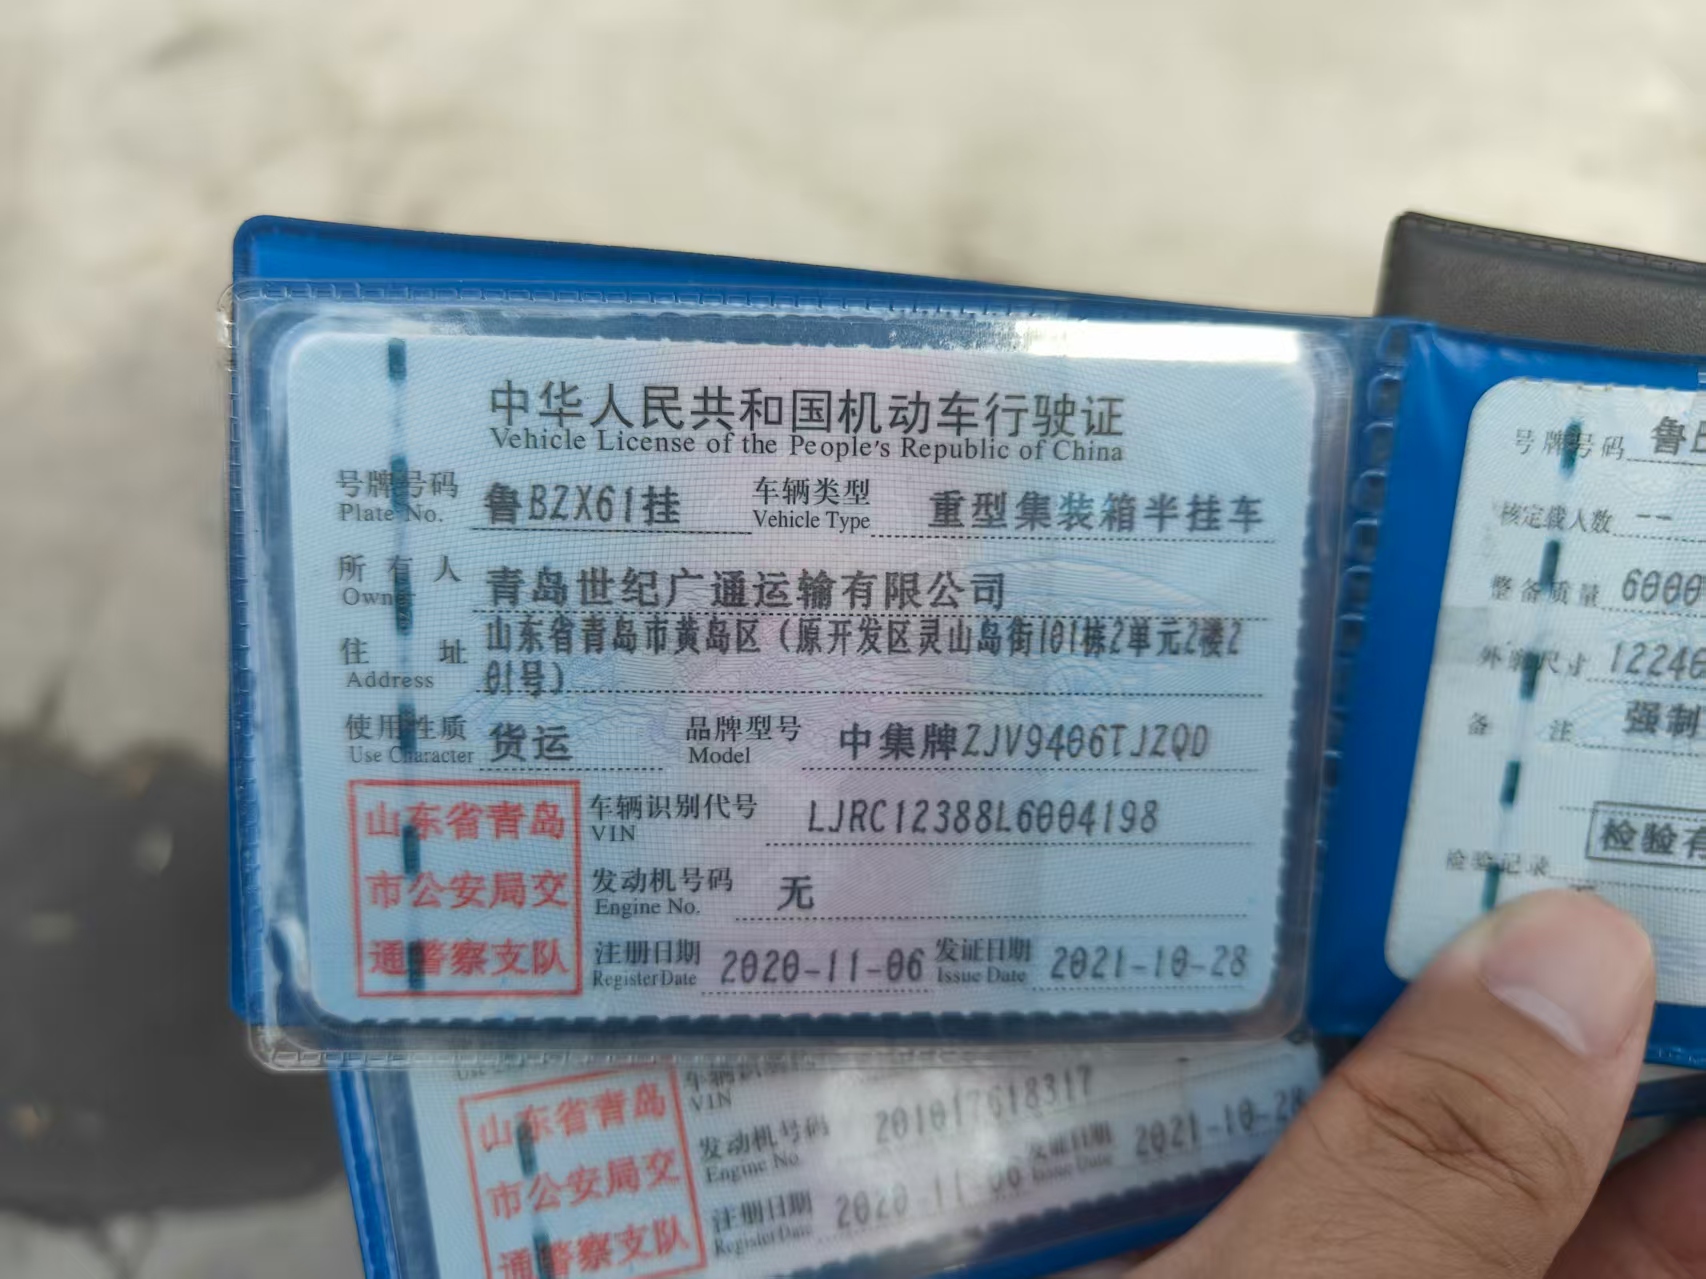 中华人民共和国机动车行驶证
Vehicle License of the People's Republic of China
号牌号码 鲁BZX61挂 车辆类型 重型集装箱半挂车
Plate No. Vehicle Type
所有人 青岛世纪广通运输有限公司
Owner
住址 山东省青岛市黄岛区（原开发区灵山岛街101栋2单元2楼2
Address 01号）
使用性质 货运 品牌型号 中集牌ZJV9406TJZQD
Use Character Model
山东省青岛
市公安局交
通警察支队
车辆识别代号 LJRC12388L6004198
VIN
发动机号码 无
Engine No.
注册日期 2020-11-06 发证日期 2021-10-28
Register Date Issue Date
号牌号码 鲁B
核定载人数 --
整备质量 6000
外廓尺寸 12240
备注 强制
检验记录 检验有
山东省青岛
市公安局交
通警察支队
VIN
发动机号码 201017618317
Engine No.
发证日期 2021-10-28
Issue Date
注册日期 2020-11-06
Register Date